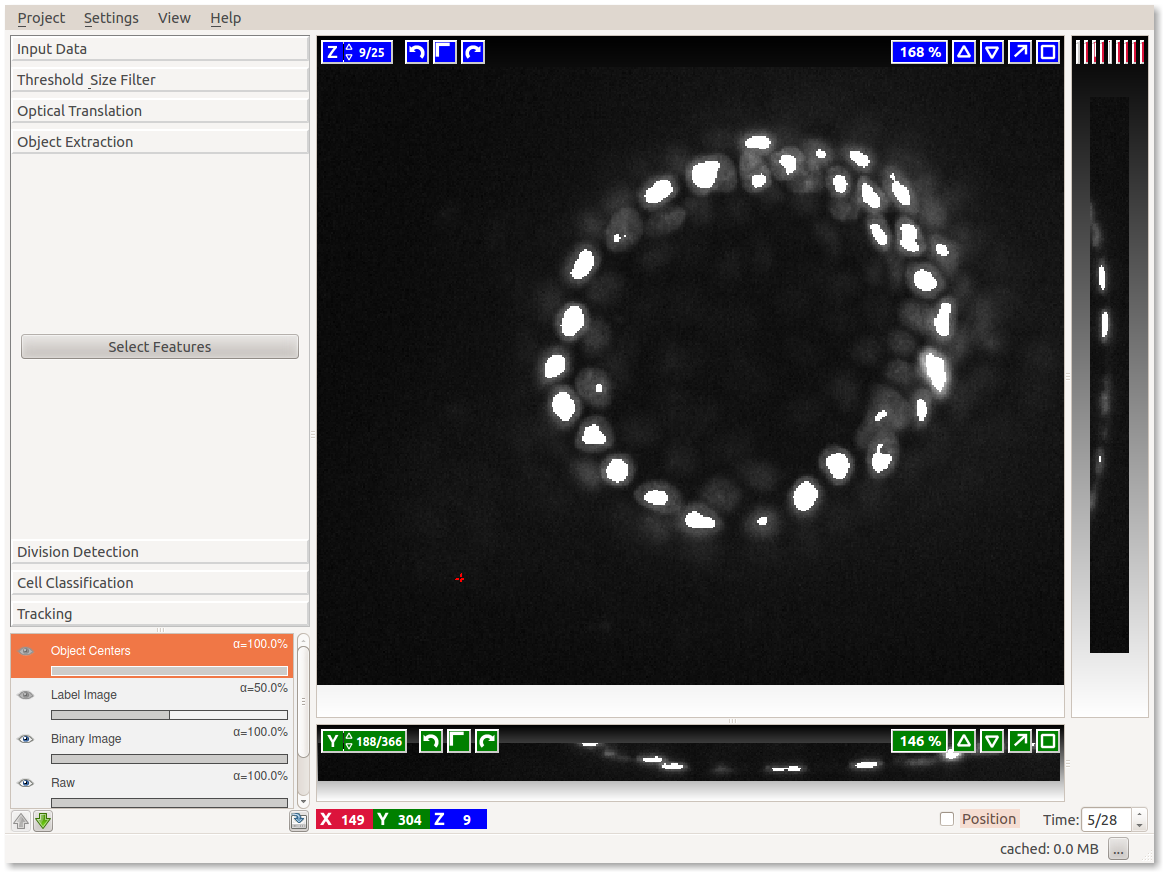 Project Settings View Help
Input Data
Threshold_Size Filter
Optical Translation
Object Extraction
Select Features
Division Detection
Cell Classification
Tracking
Object Centers α=100.0%
Label Image α=50.0%
Binary Image α=100.0%
Raw α=100.0%
Z 9/25 168 %
Y 188/366 146 %
X 149 Y 304 Z 9
Position Time: 5/28
cached: 0.0 MB ...